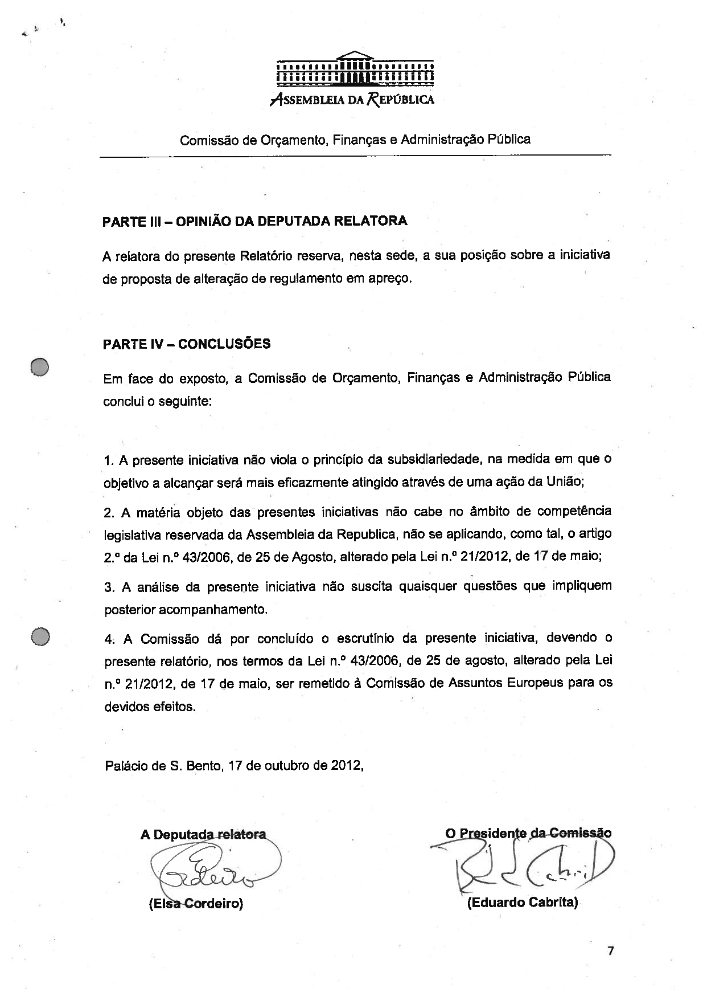 ASSEMBLEIA DA REPÚBLICA
Comissão de Orçamento, Finanças e Administração Pública
PARTE III – OPINIÃO DA DEPUTADA RELATORA
A relatora do presente Relatório reserva, nesta sede, a sua posição sobre a iniciativa
de proposta de alteração de regulamento em apreço.
PARTE IV – CONCLUSÕES
Em face do exposto, a Comissão de Orçamento, Finanças e Administração Pública
conclui o seguinte:
1. A presente iniciativa não viola o princípio da subsidiariedade, na medida em que o
objetivo a alcançar será mais eficazmente atingido através de uma ação da União;
2. A matéria objeto das presentes iniciativas não cabe no âmbito de competência
legislativa reservada da Assembleia da Republica, não se aplicando, como tal, o artigo
2.º da Lei n.º 43/2006, de 25 de Agosto, alterado pela Lei n.º 21/2012, de 17 de maio;
3. A análise da presente iniciativa não suscita quaisquer questões que impliquem
posterior acompanhamento.
4. A Comissão dá por concluído o escrutínio da presente iniciativa, devendo o
presente relatório, nos termos da Lei n.º 43/2006, de 25 de agosto, alterado pela Lei
n.º 21/2012, de 17 de maio, ser remetido à Comissão de Assuntos Europeus para os
devidos efeitos.
Palácio de S. Bento, 17 de outubro de 2012,
A Deputada relatora O Presidente da Comissão
(Elsa Cordeiro) (Eduardo Cabrita)
7